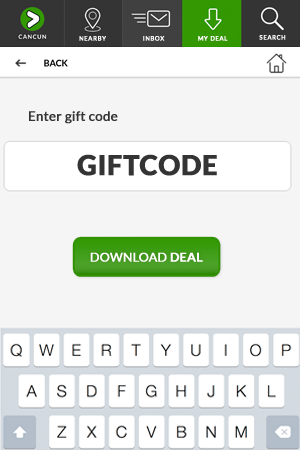 CANCUN NEARBY INBOX MY DEAL SEARCH
BACK
Enter gift code
GIFTCODE
DOWNLOAD DEAL
Q W E R T Y U I O P
A S D F G H J K L
Z X C V B N M